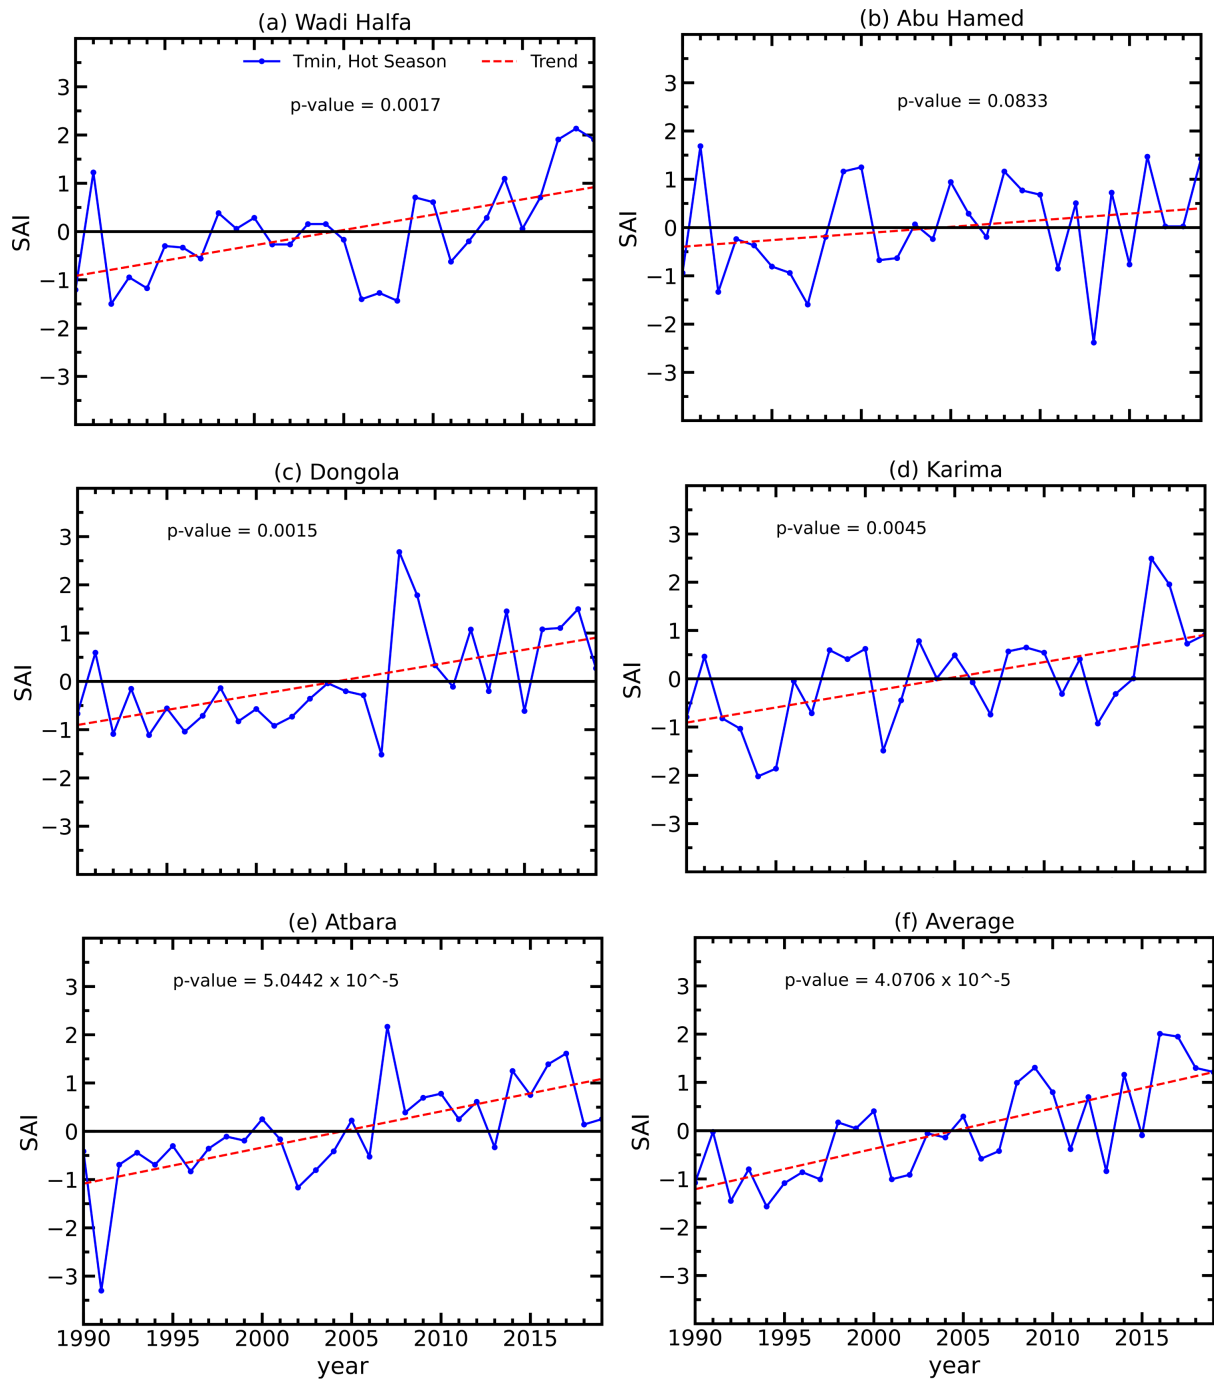 (a) Wadi Halfa
Tmin, Hot Season
Trend
p-value = 0.0017
SAI
3
2
1
0
−1
−2
−3
(b) Abu Hamed
p-value = 0.0833
SAI
3
2
1
0
−1
−2
−3
(c) Dongola
p-value = 0.0015
SAI
3
2
1
0
−1
−2
−3
(d) Karima
p-value = 0.0045
SAI
3
2
1
0
−1
−2
−3
(e) Atbara
p-value = 5.0442 x 10^-5
SAI
3
2
1
0
−1
−2
−3
1990 1995 2000 2005 2010 2015
year
(f) Average
p-value = 4.0706 x 10^-5
SAI
3
2
1
0
−1
−2
−3
1990 1995 2000 2005 2010 2015
year